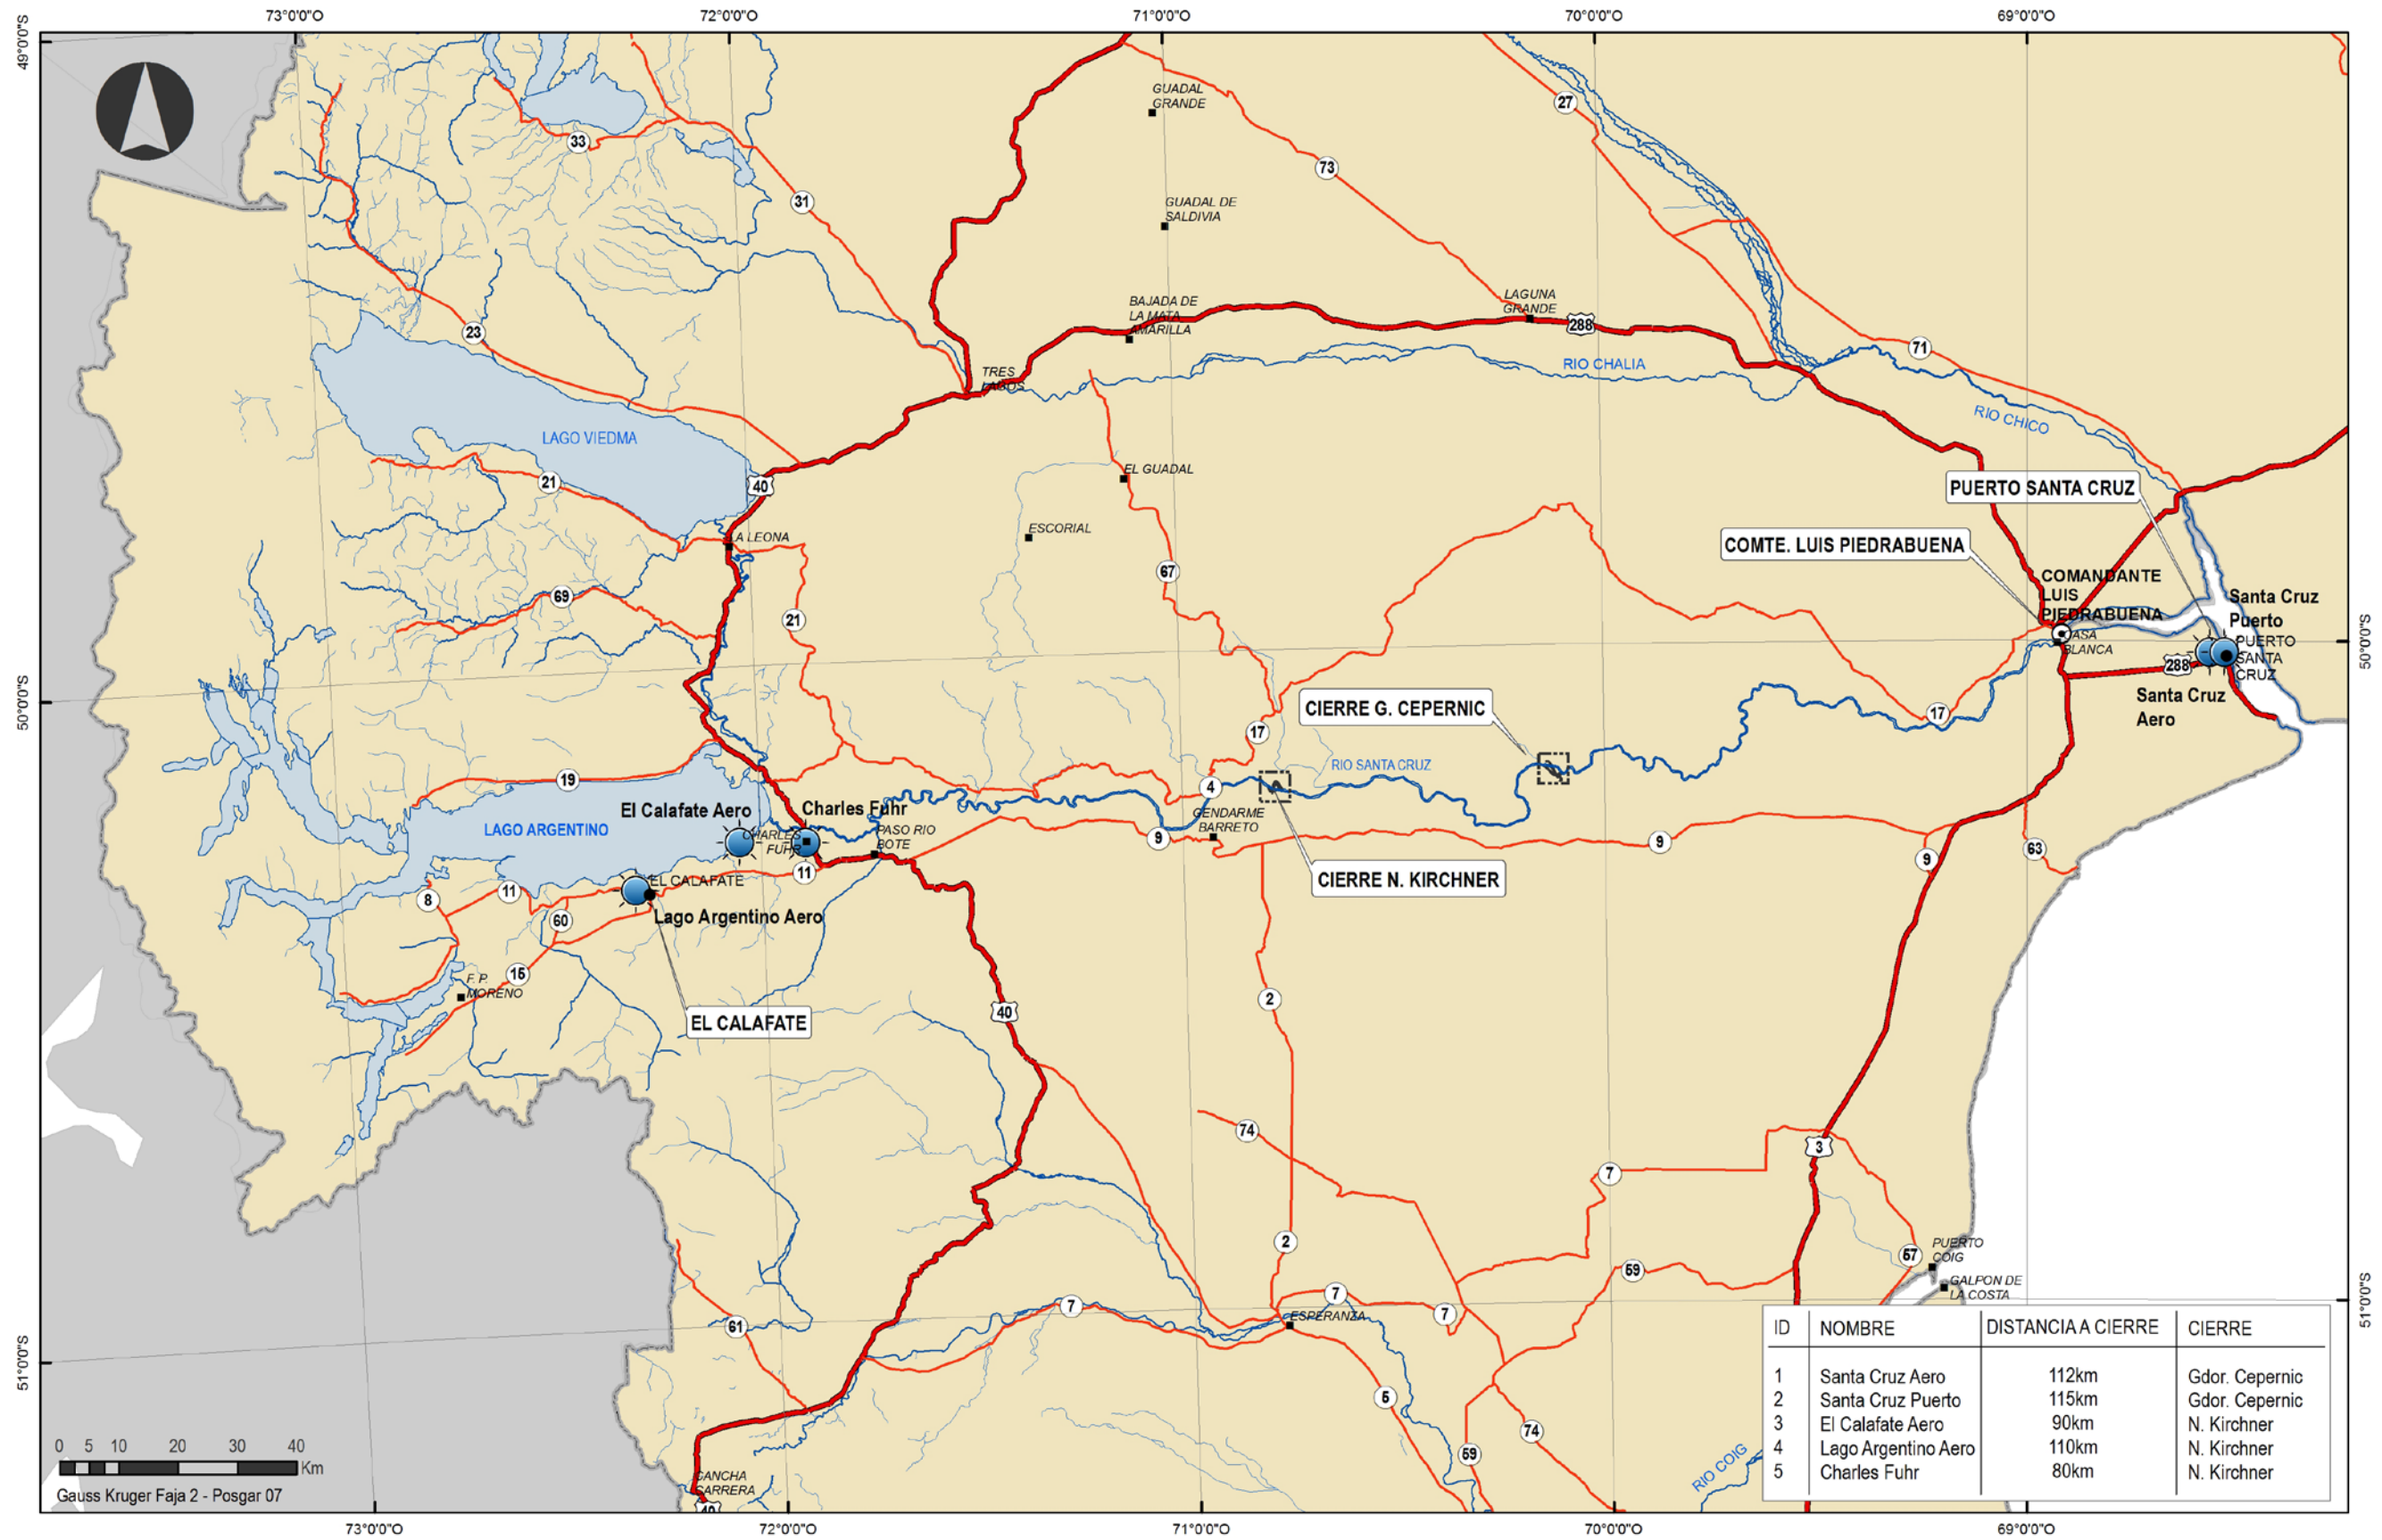 73°0'0"O
72°0'0"O
71°0'0"O
70°0'0"O
69°0'0"O
49°0'0"S
GUADAL
GRANDE
27
33
73
31
GUADAL DE
SALDIVIA
BAJADA DE
LA MATA
AMARILLA
LAGUNA
GRANDE
288
23
71
RIO CHALIA
TRES
LAGOS
RIO CHICO
LAGO VIEDMA
EL GUADAL
21
40
PUERTO SANTA CRUZ
ESCORIAL
LA LEONA
COMTE. LUIS PIEDRABUENA
67
COMANDANTE
LUIS
PIEDRABUENA
69
Santa Cruz
Puerto
21
CASA
BLANCA
PUERTO
SANTA
CRUZ
288
50°0'0"S
50°0'0"S
Santa Cruz
Aero
CIERRE G. CEPERNIC
17
17
RIO SANTA CRUZ
19
4
El Calafate Aero
Charles Fuhr
LAGO ARGENTINO
CHARLES
FUHR
PASO RIO
BOTE
GENDARME
BARRETO
9
9
9
63
11
CIERRE N. KIRCHNER
EL CALAFATE
11
8
60
Lago Argentino Aero
15
F. P.
MORENO
2
40
EL CALAFATE
74
3
7
2
57
PUERTO
COIG
59
GALPON DE
LA COSTA
7
7
7
61
ESPERANZA
51°0'0"S
51°0'0"S
5
74
59
RIO COIG
CANCHA
CARRERA
40
ID NOMBRE DISTANCIA A CIERRE CIERRE
1 Santa Cruz Aero 112km Gdor. Cepernic
2 Santa Cruz Puerto 115km Gdor. Cepernic
3 El Calafate Aero 90km N. Kirchner
4 Lago Argentino Aero 110km N. Kirchner
5 Charles Fuhr 80km N. Kirchner
0 5 10 20 30 40
Km
Gauss Kruger Faja 2 - Posgar 07
73°0'0"O
72°0'0"O
71°0'0"O
70°0'0"O
69°0'0"O